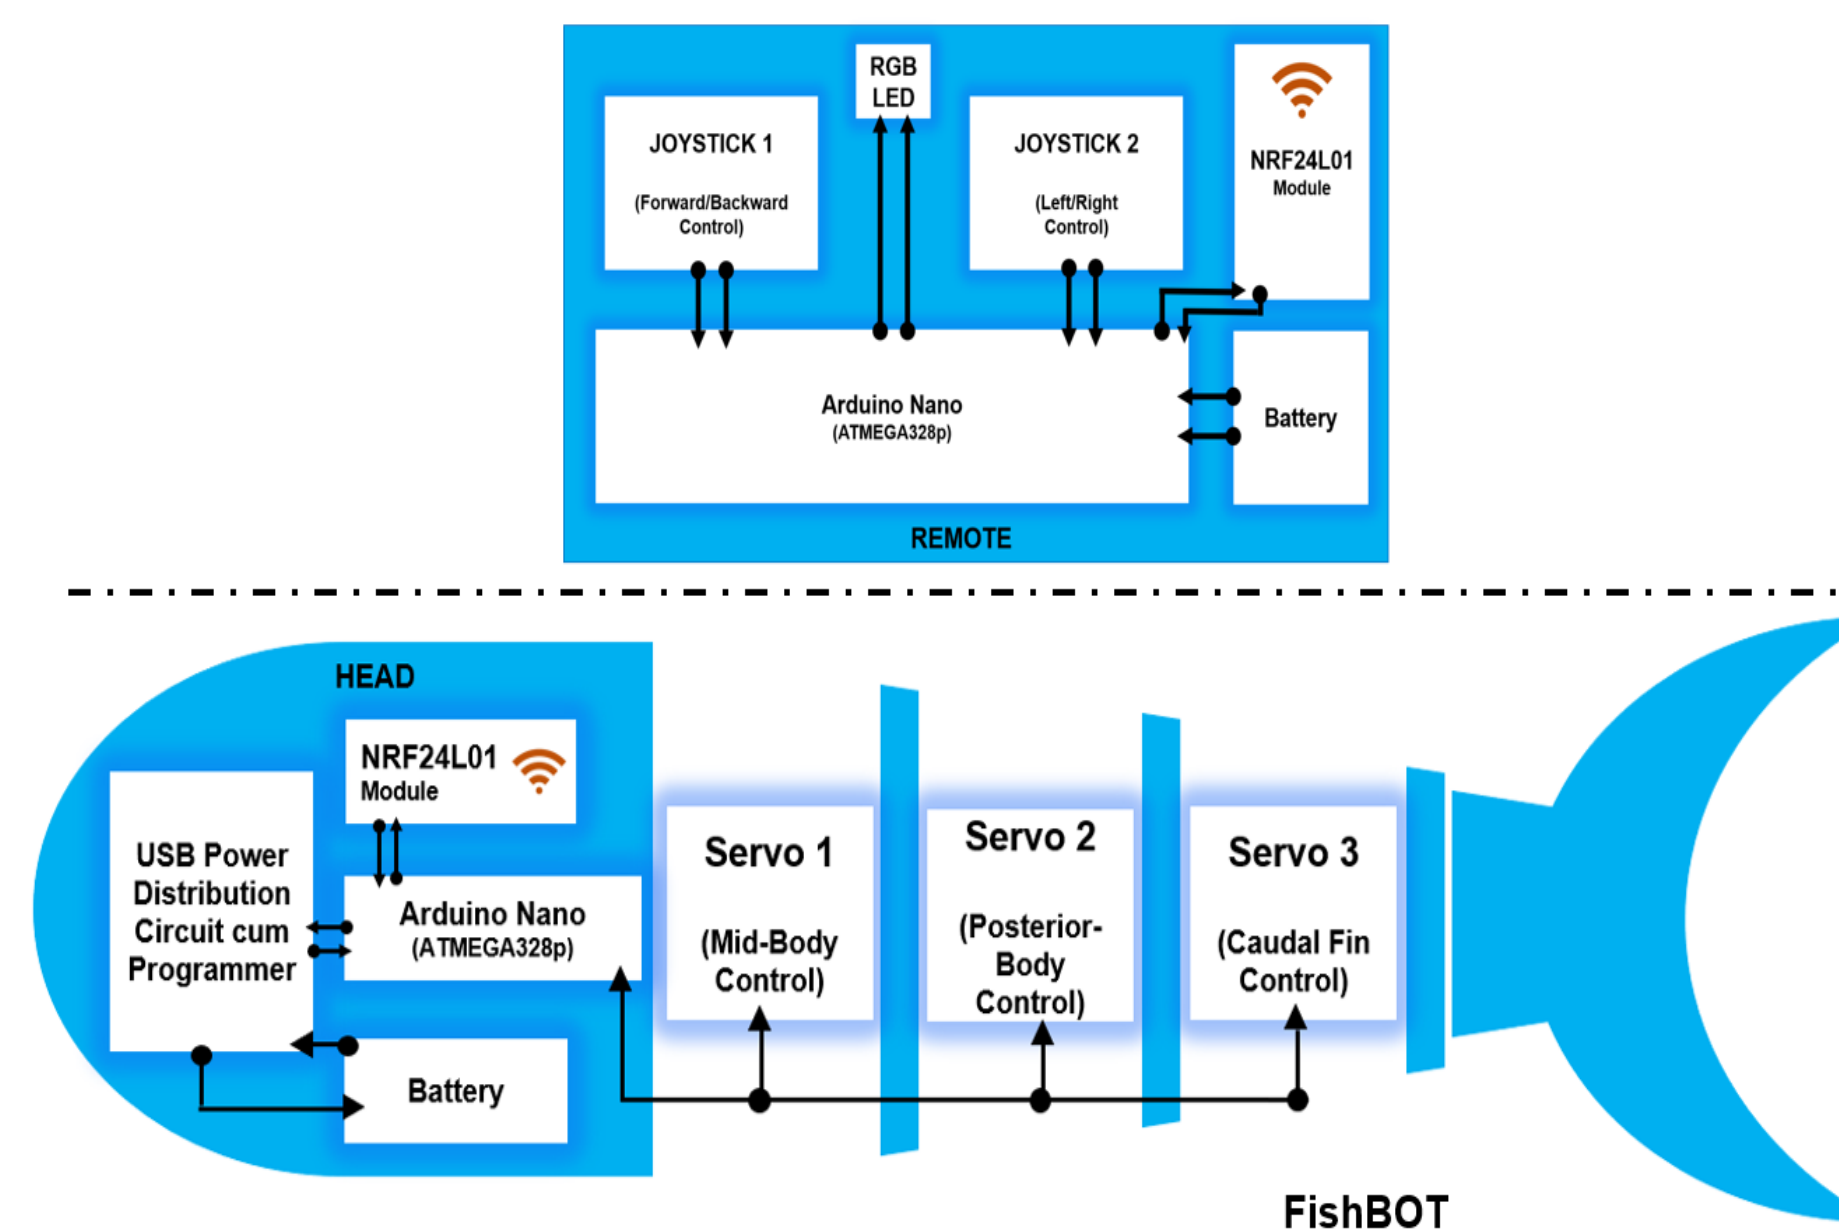 RGB
LED
JOYSTICK 1
(Forward/Backward
Control)
JOYSTICK 2
(Left/Right
Control)
NRF24L01
Module
Arduino Nano
(ATMEGA328p)
Battery
REMOTE
HEAD
NRF24L01
Module
USB Power
Distribution
Circuit cum
Programmer
Arduino Nano
(ATMEGA328p)
Battery
Servo 1
(Mid-Body
Control)
Servo 2
(Posterior-
Body
Control)
Servo 3
(Caudal Fin
Control)
FishBOT